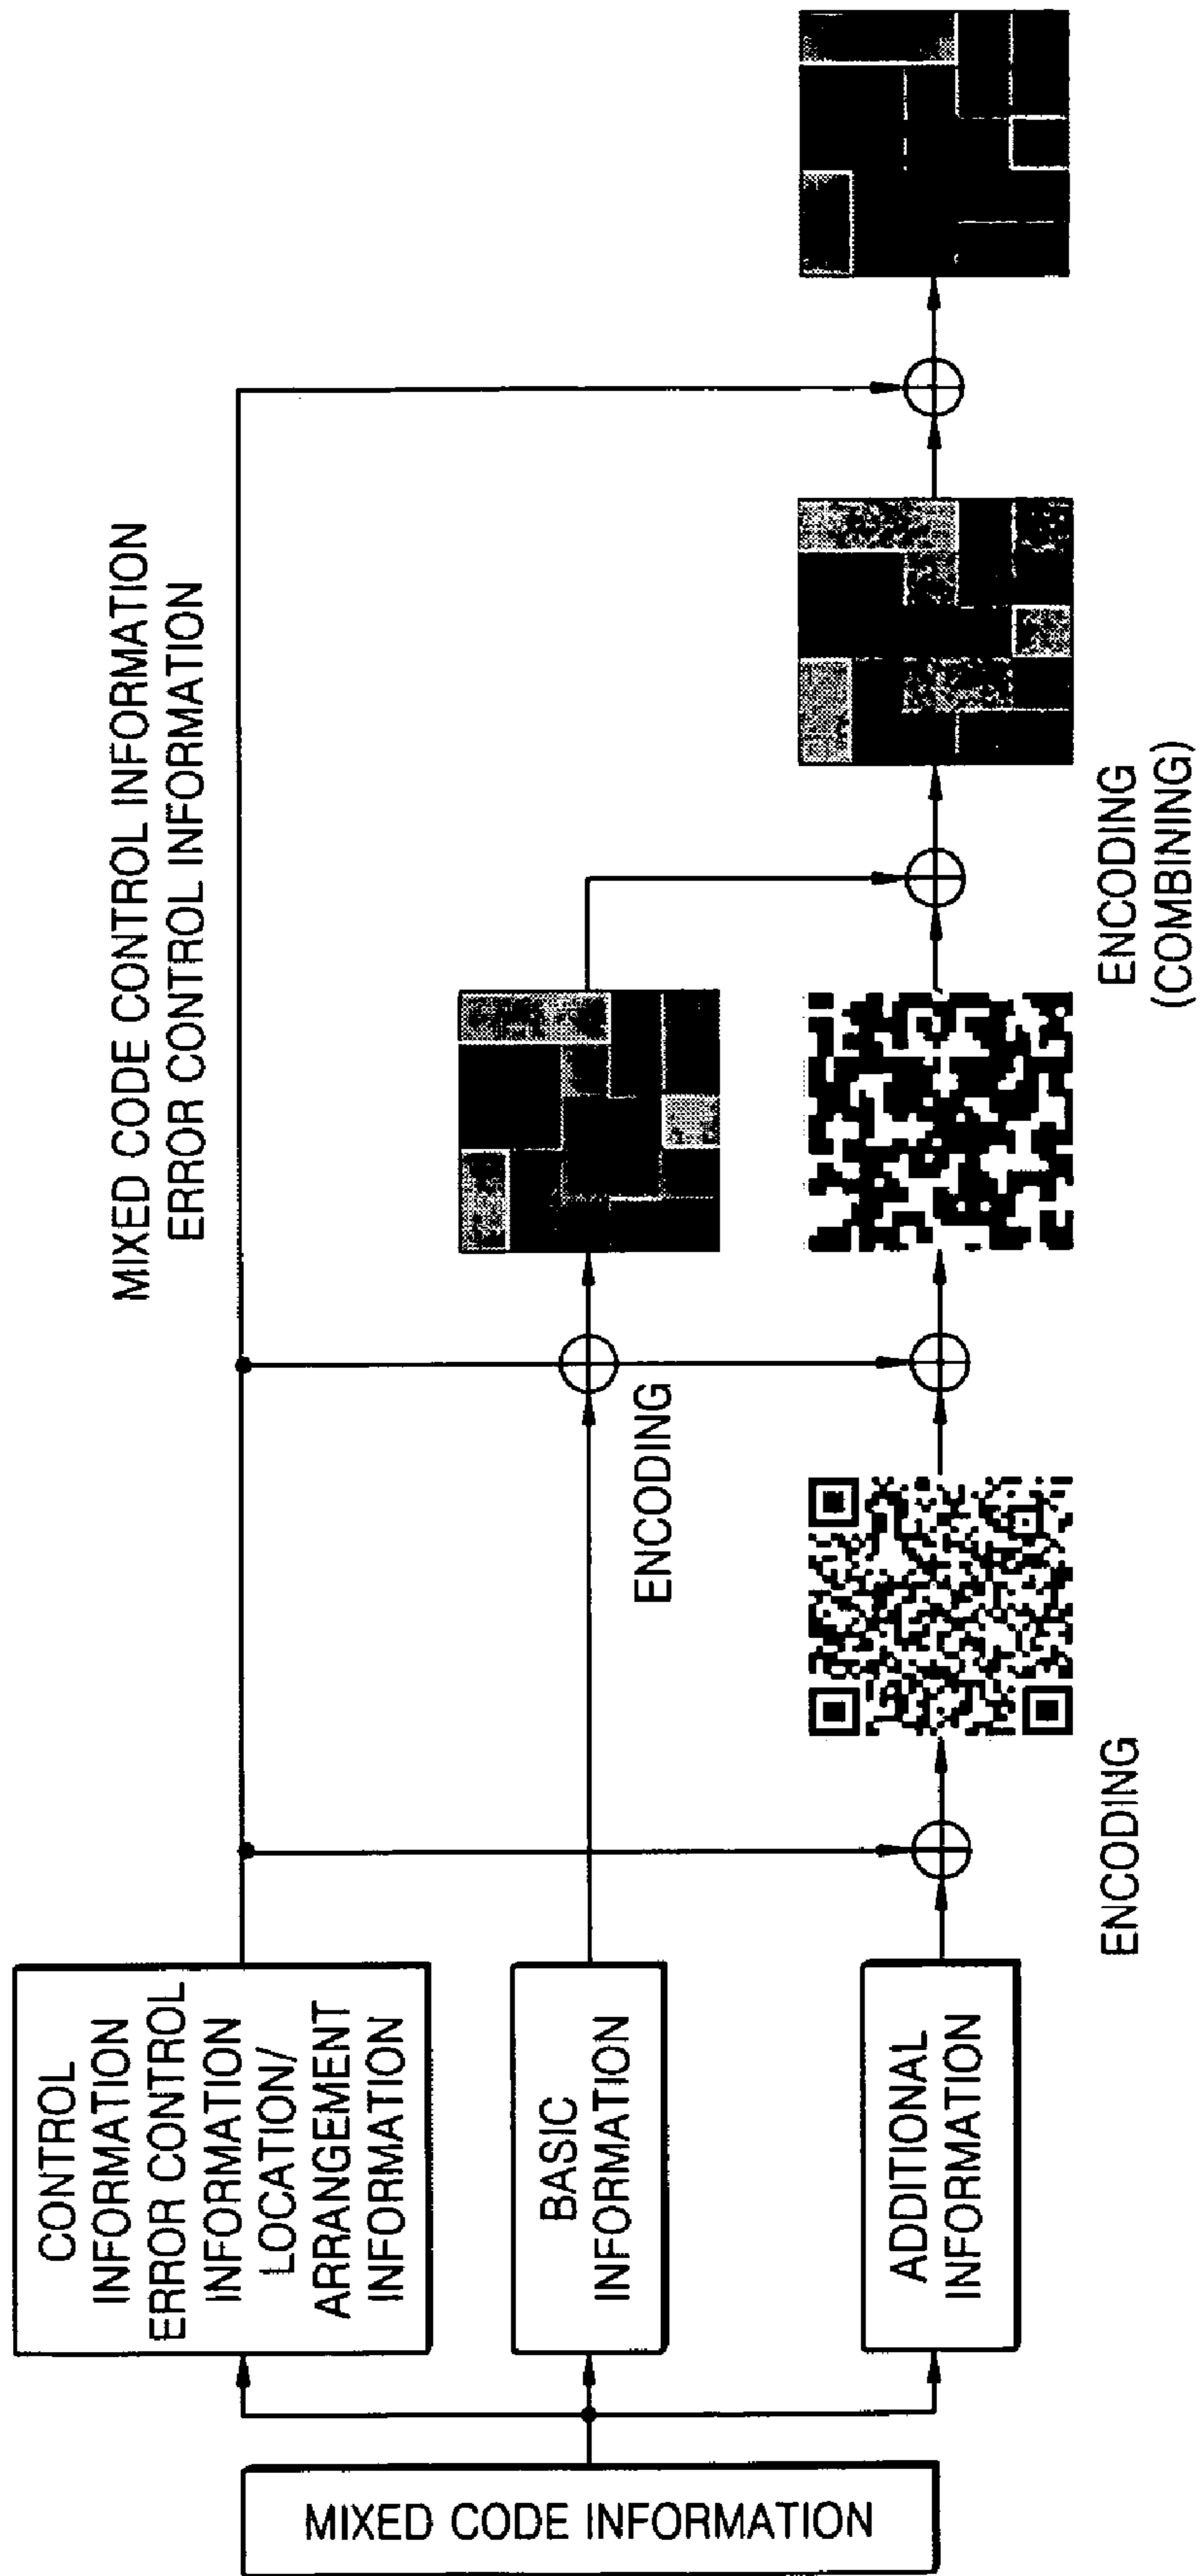 MIXED CODE INFORMATION
CONTROL
INFORMATION
ERROR CONTROL
INFORMATION
LOCATION/
ARRANGEMENT
INFORMATION
BASIC
INFORMATION
ADDITIONAL
INFORMATION
MIXED CODE CONTROL INFORMATION
ERROR CONTROL INFORMATION
ENCODING
ENCODING
ENCODING
(COMBINING)